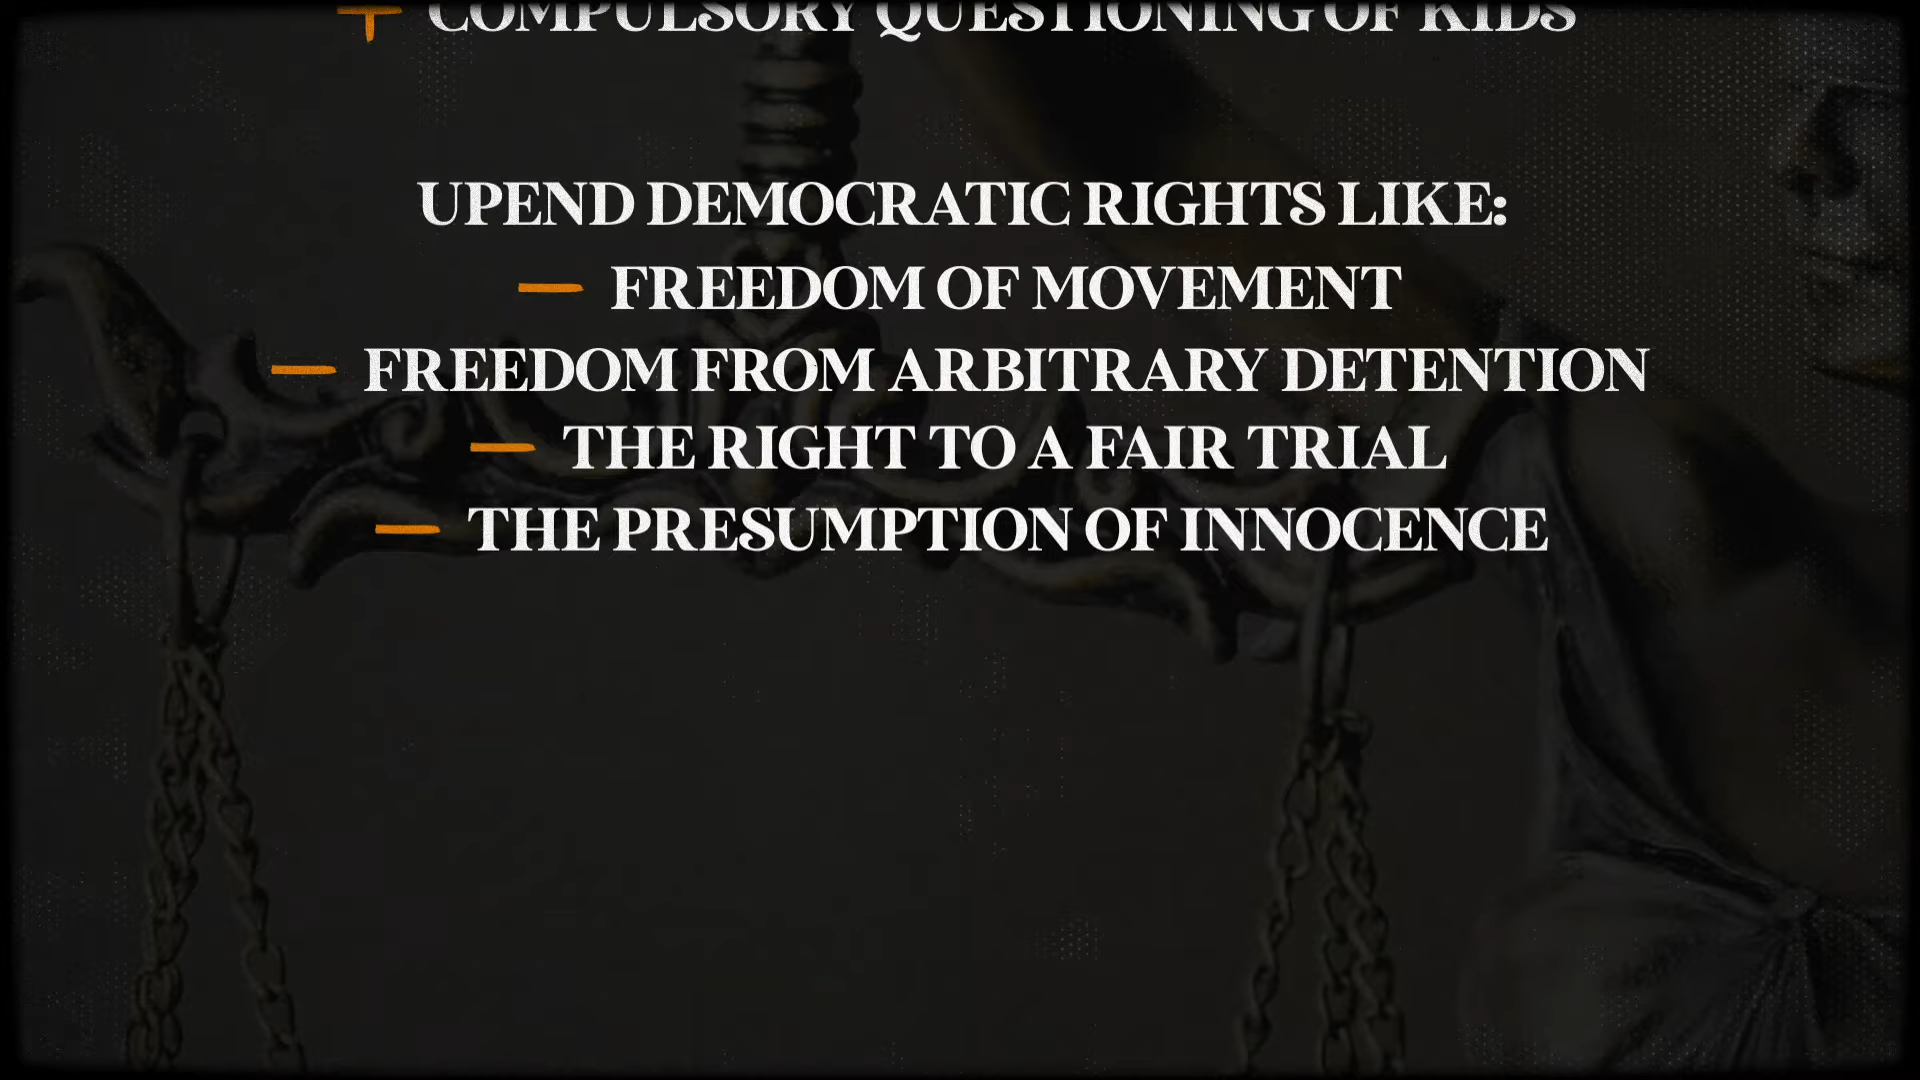 + COMPULSORY QUESTIONING OF KIDS
UPEND DEMOCRATIC RIGHTS LIKE:
— FREEDOM OF MOVEMENT
— FREEDOM FROM ARBITRARY DETENTION
— THE RIGHT TO A FAIR TRIAL
— THE PRESUMPTION OF INNOCENCE